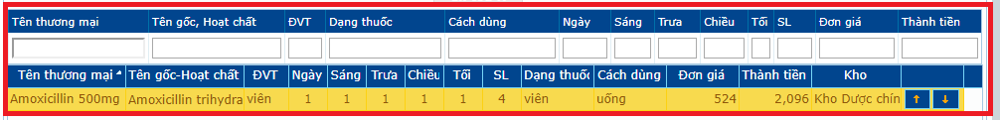 Tên thương mại Tên gốc, Hoạt chất ĐVT Dạng thuốc Cách dùng Ngày Sáng Trưa Chiều Tối SL Đơn giá Thành tiền
Tên thương mại Tên gốc-Hoạt chất ĐVT Ngày Sáng Trưa Chiều Tối SL Dạng thuốc Cách dùng Đơn giá Thành tiền Kho
Amoxicillin 500mg Amoxicillin trihydra viên 1 1 1 1 1 4 viên uống 524 2,096 Kho Dược chín